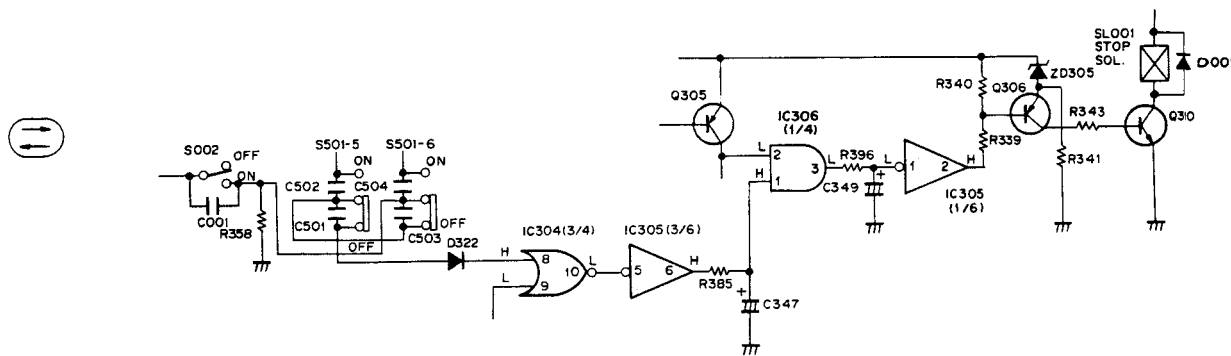 SL001
STOP
SOL.
D001
ZD305
R340
Q306
Q305
R343
Q310
IC306
(1/4)
L
2
R396
L
3
L
1
2
H
R339
R341
H
1
C349
+
IC305
(1/6)
S002
OFF
ON
S501-5
S501-6
ON
ON
C502
C504
C001
R358
C501
OFF
C503
OFF
D322
IC304(3/4)
IC305(3/6)
H
8
L
10
5
6
H
L
9
R385
+
C347